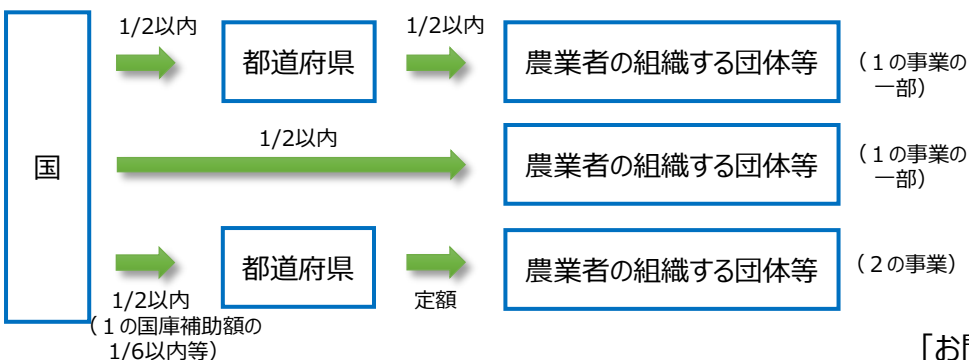 国
1/2以内
都道府県
1/2以内
農業者の組織する団体等
（１の事業の
一部）
1/2以内
農業者の組織する団体等
（１の事業の
一部）
1/2以内
（１の国庫補助額の
1/6以内等）
都道府県
定額
農業者の組織する団体等
（２の事業）